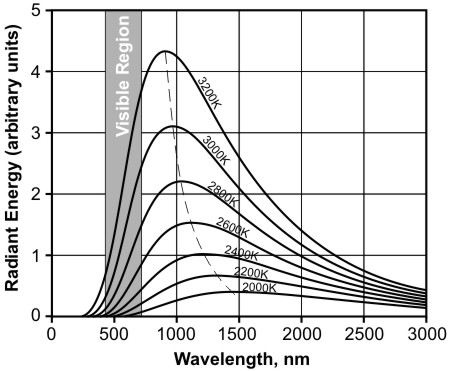 Radiant Energy (arbitrary units)
5
4
3
2
1
0
Visible Region
3200K
3000K
2800K
2600K
2400K
2200K
2000K
0
500
1000
1500
2000
2500
3000
Wavelength, nm